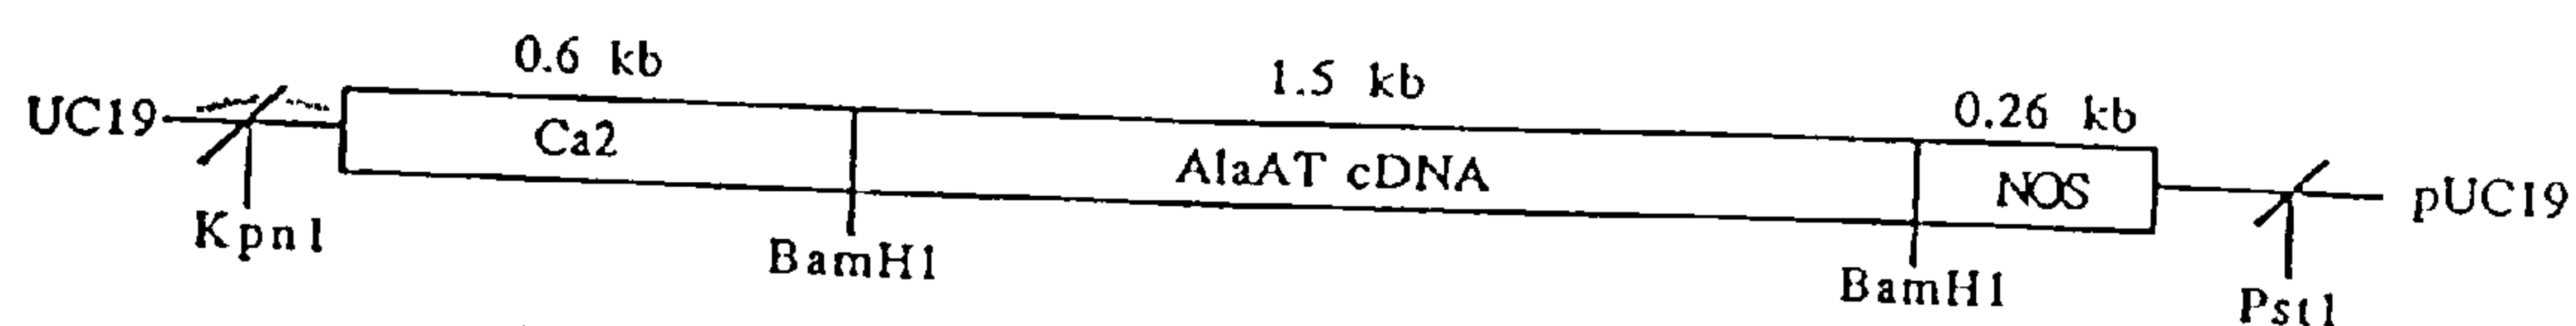 0.6 kb
1.5 kb
0.26 kb
UC19
Ca2
AlaAT cDNA
NOS
pUC19
Kpn1
BamH1
BamH1
Pst1